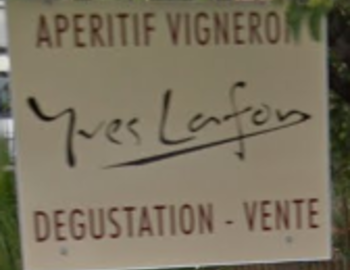 APERITIF VIGNERON
Yves Lafon
DEGUSTATION - VENTE